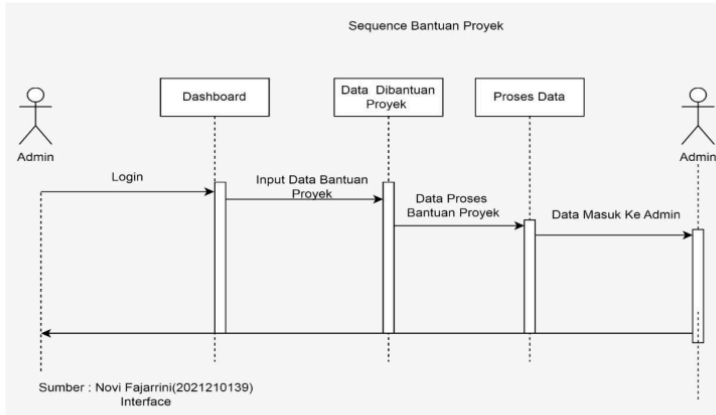 Sequence Bantuan Proyek
Dashboard
Data Dibantuan
Proyek
Proses Data
Admin
Admin
Login
Input Data Bantuan
Proyek
Data Proses
Bantuan Proyek
Data Masuk Ke Admin
Sumber : Novi Fajarrini(2021210139)
Interface